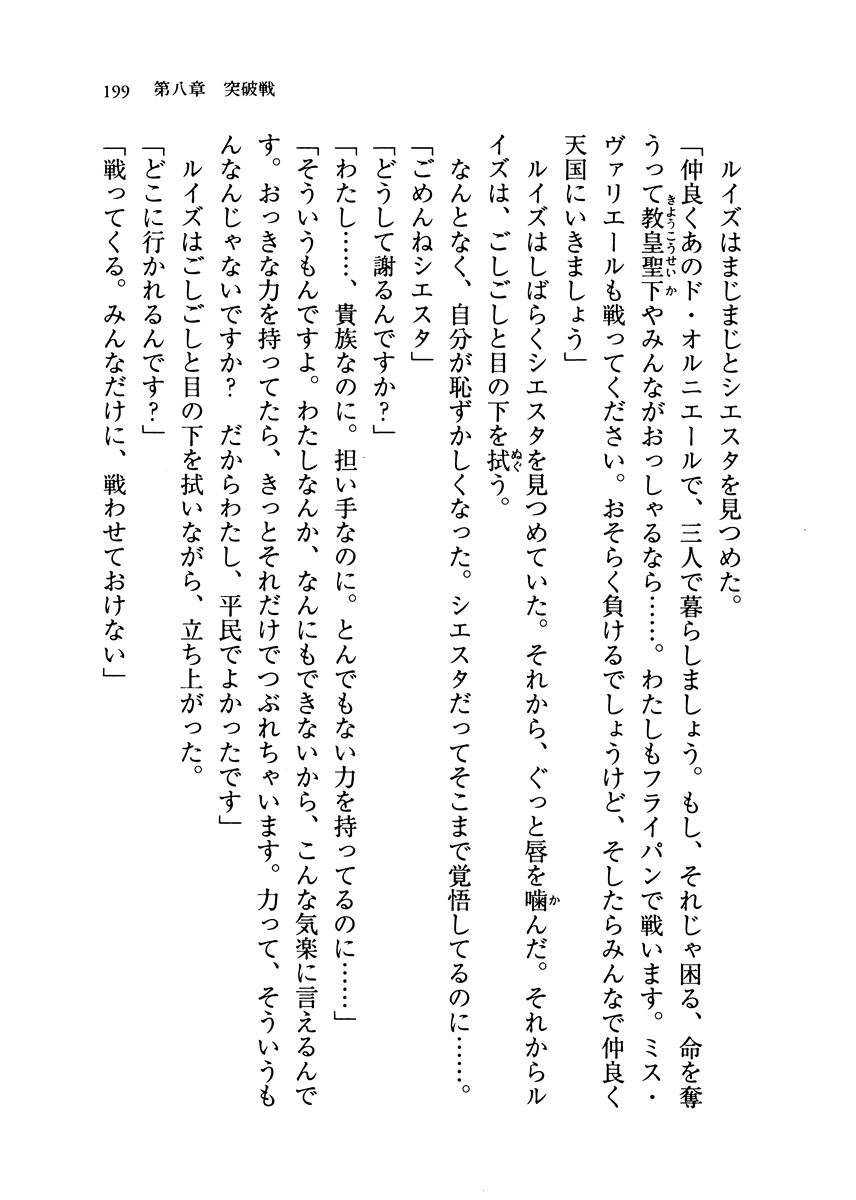 199　第八章　突破戦
　ルイズはまじまじとシエスタを見つめた。
「仲良くあのド・オルニエールで、三人で暮らしましょう。もし、それじゃ困る、命を奪
うって教皇聖下やみんながおっしゃるなら……。わたしもフライパンで戦います。ミス・
ヴァリエールも戦ってください。おそらく負けるでしょうけど、そしたらみんなで仲良く
天国にいきましょう」
　ルイズはしばらくシエスタを見つめていた。それから、ぐっと唇を噛んだ。それからル
イズは、ごしごしと目の下を拭う。
　なんとなく、自分が恥ずかしくなった。シエスタだってそこまで覚悟してるのに……。
「ごめんねシエスタ」
「どうして謝るんですか？」
「わたし……、貴族なのに。担い手なのに。とんでもない力を持ってるのに……」
「そういうもんですよ。わたしなんか、なんにもできないから、こんな気楽に言えるんで
す。おっきな力を持ってたら、きっとそれだけでつぶれちゃいます。力って、そういうも
んなんじゃないですか？　だからわたし、平民でよかったです」
　ルイズはごしごしと目の下を拭いながら、立ち上がった。
「どこに行かれるんです？」
「戦ってくる。みんなだけに、戦わせておけない」